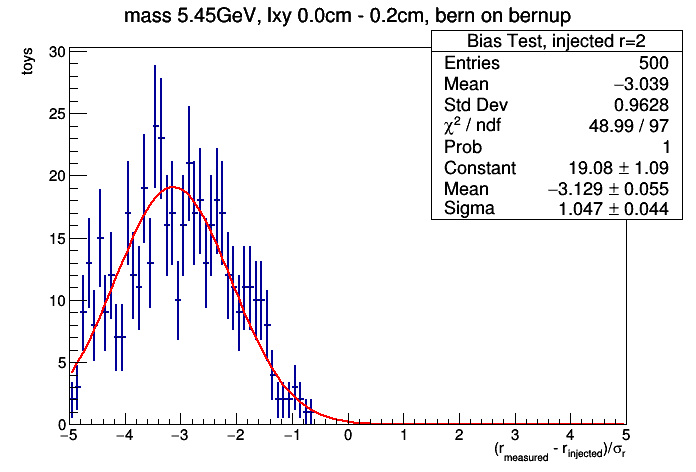 mass 5.45GeV, lxy 0.0cm - 0.2cm, bern on bernup
Bias Test, injected r=2
Entries 500
Mean −3.039
Std Dev 0.9628
χ² / ndf 48.99 / 97
Prob 1
Constant 19.08 ± 1.09
Mean −3.129 ± 0.055
Sigma 1.047 ± 0.044
toys
30
25
20
15
10
5
0
−5 −4 −3 −2 −1 0 1 2 3 4 5
(r_measured - r_injected)/σ_r